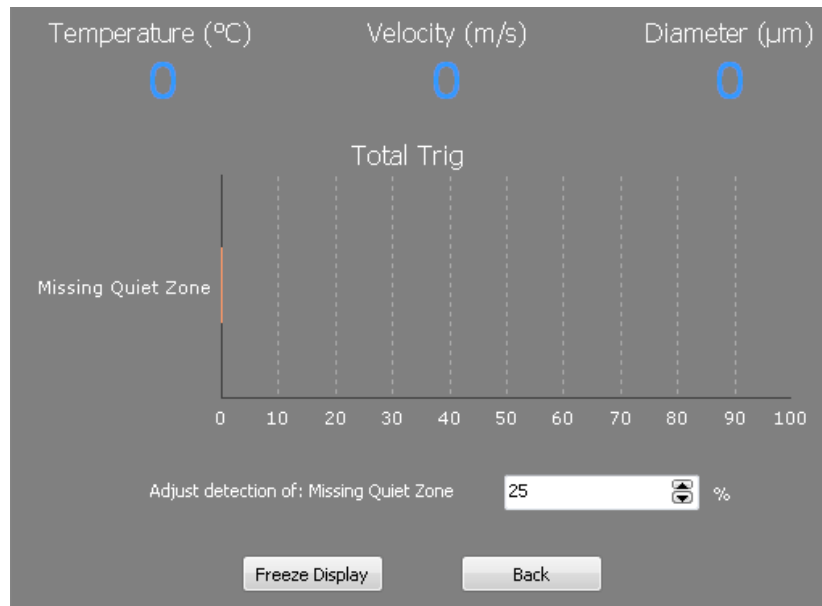 Temperature (ºC) Velocity (m/s) Diameter (µm)
0 0 0
Total Trig
Missing Quiet Zone
0 10 20 30 40 50 60 70 80 90 100
Adjust detection of: Missing Quiet Zone 25 %
Freeze Display Back